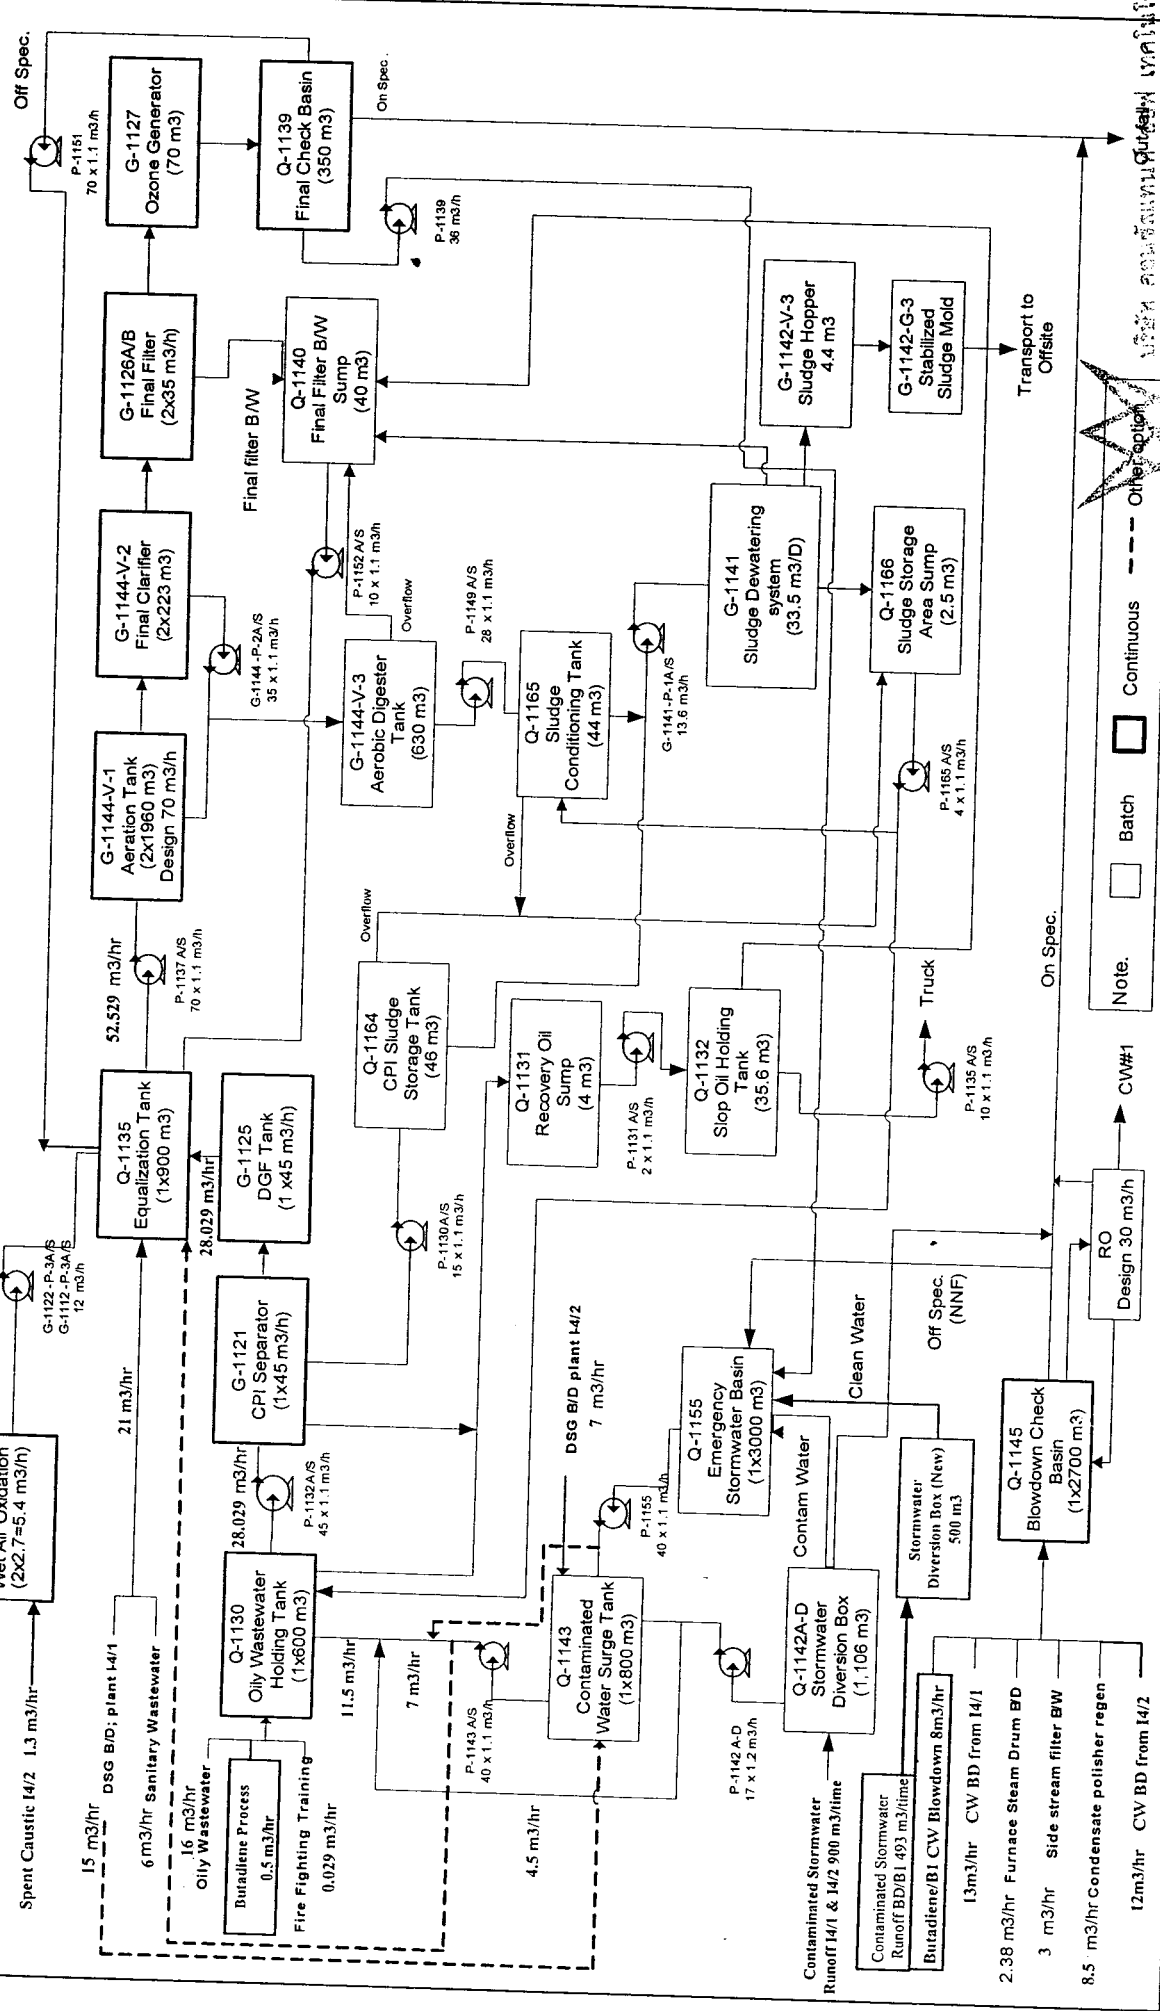 Spent Caustic I4/2 1.3 m3/hr
Wet Air Oxidation
(2x2.7=5.4 m3/h)
G-1122-P-3A/S
G-1112-P-3A/S
12 m3/h
15 m3/hr DSG B/D; plant I-4/1
6m3/hr Sanitary Wastewater
21 m3/hr
Q-1135
Equalization Tank
(1x900 m3)
52.529 m3/hr
P-1137 A/S
70 x 1.1 m3/h
G-1144-V-1
Aeration Tank
(2x1960 m3)
Design 70 m3/h
G-1144-V-2
Final Clarifier
(2x223 m3)
G-1144-P-2A/S
35 x 1.1 m3/h
G-1126A/B
Final Filter
(2x35 m3/h)
G-1127
Ozone Generator
(70 m3)
P-1151
70 x 1.1 m3/h
Off Spec.
Q-1139
Final Check Basin
(350 m3)
On Spec.
P-1139
36 m3/h
16 m3/hr
Oily Wastewater
Butadiene Process
0.5 m3/hr
Fire Fighting Training
0.029 m3/hr
Q-1130
Oily Wastewater
Holding Tank
(1x600 m3)
28.029 m3/hr
P-1132A/S
45 x 1.1 m3/h
G-1121
CPI Separator
(1x45 m3/h)
G-1125
DGF Tank
(1 x45 m3/h)
28.029 m3/hr
Final filter B/W
Q-1140
Final Filter B/W
Sump
(40 m3)
P-1152 A/S
10 x 1.1 m3/h
11.5 m3/hr
7 m3/hr
P-1130A/S
15 x 1.1 m3/h
Q-1164
CPI Sludge
Storage Tank
(46 m3)
Overflow
G-1144-V-3
Aerobic Digester
Tank
(630 m3)
Overflow
P-1149 A/S
28 x 1.1 m3/h
Q-1165
Sludge
Conditioning Tank
(44 m3)
Overflow
G-1141-P-1A/S
13.6 m3/h
P-1143 A/S
40 x 1.1 m3/h
4.5 m3/hr
Q-1143
Contaminated
Water Surge Tank
(1x800 m3)
DSG B/D plant I-4/2
7 m3/hr
P-1155
40 x 1.1 m3/h
Q-1131
Recovery Oil
Sump
(4 m3)
P-1131 A/S
2 x 1.1 m3/h
Q-1132
Slop Oil Holding
Tank
(35.6 m3)
P-1135 A/S
10 x 1.1 m3/h
Truck
G-1141
Sludge Dewatering
system
(33.5 m3/D)
G-1142-V-3
Sludge Hopper
4.4 m3
G-1142-G-3
Stabilized
Sludge Mold
Transport to
Offsite
Q-1166
Sludge Storage
Area Sump
(2.5 m3)
P-1165 A/S
4 x 1.1 m3/h
P-1142 A-D
17 x 1.2 m3/h
Q-1155
Emergency
Stormwater Basin
(1x3000 m3)
Contam Water
Clean Water
Off Spec.
(NNF)
Contaminated Stormwater
Runoff I4/1 & I4/2 900 m3/time
Q-1142A-D
Stormwater
Diversion Box
(1,106 m3)
Contaminated Stormwater
Runoff BD/B1 493 m3/time
Stormwater
Diversion Box (New)
500 m3
Butadiene/B1 CW Blowdown 8m3/hr
13m3/hr CW BD from I4/1
2.38 m3/hr Furnace Steam Drum B/D
3 m3/hr Side stream filter B/W
8.5 m3/hr Condensate polisher regen
12m3/hr CW BD from I4/2
Q-1145
Blowdown Check
Basin
(1x2700 m3)
RO
Design 30 m3/h
CW#1
On Spec.
Outfall
Note.
Batch
Continuous
Other option